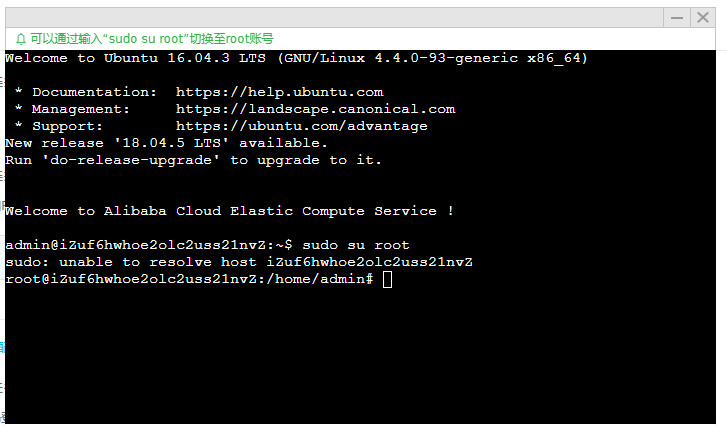 可以通过输入“sudo su root”切换至root账号
Welcome to Ubuntu 16.04.3 LTS (GNU/Linux 4.4.0-93-generic x86_64)
* Documentation: https://help.ubuntu.com
* Management: https://landscape.canonical.com
* Support: https://ubuntu.com/advantage
New release '18.04.5 LTS' available.
Run 'do-release-upgrade' to upgrade to it.
Welcome to Alibaba Cloud Elastic Compute Service !
admin@iZuf6hwhoe2olc2uss21nvZ:~$ sudo su root
sudo: unable to resolve host iZuf6hwhoe2olc2uss21nvZ
root@iZuf6hwhoe2olc2uss21nvZ:/home/admin#